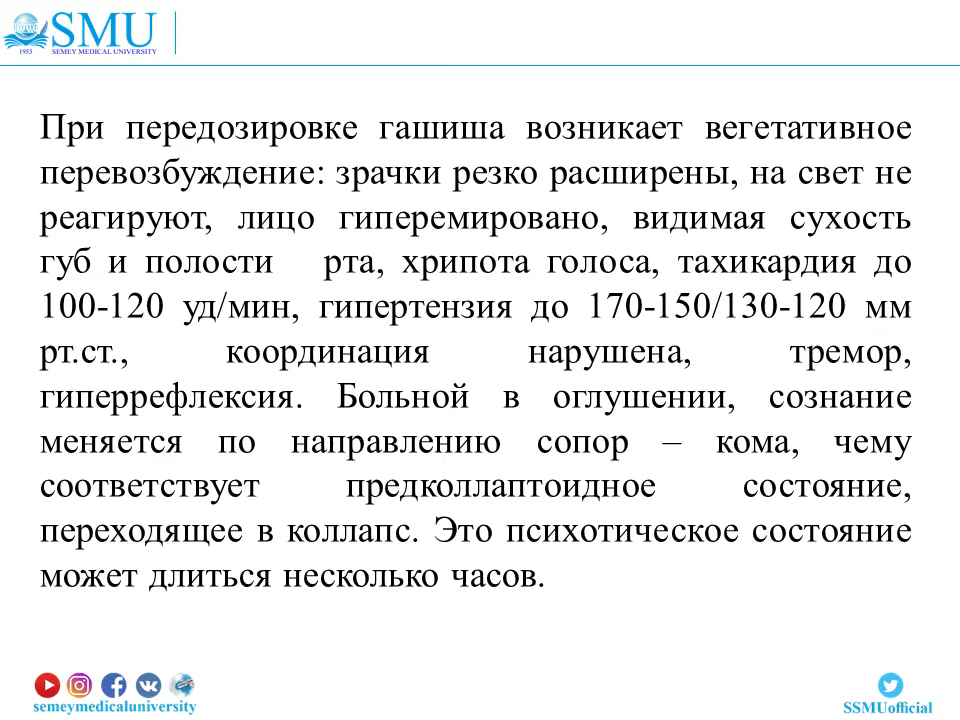 SMU
1953 SEMEY MEDICAL UNIVERSITY
При передозировке гашиша возникает вегетативное
перевозбуждение: зрачки резко расширены, на свет не
реагируют, лицо гиперемировано, видимая сухость
губ и полости рта, хрипота голоса, тахикардия до
100-120 уд/мин, гипертензия до 170-150/130-120 мм
рт.ст., координация нарушена, тремор,
гиперрефлексия. Больной в оглушении, сознание
меняется по направлению сопор – кома, чему
соответствует предколлаптоидное состояние,
переходящее в коллапс. Это психотическое состояние
может длиться несколько часов.
semeymedicaluniversity
SSMUofficial